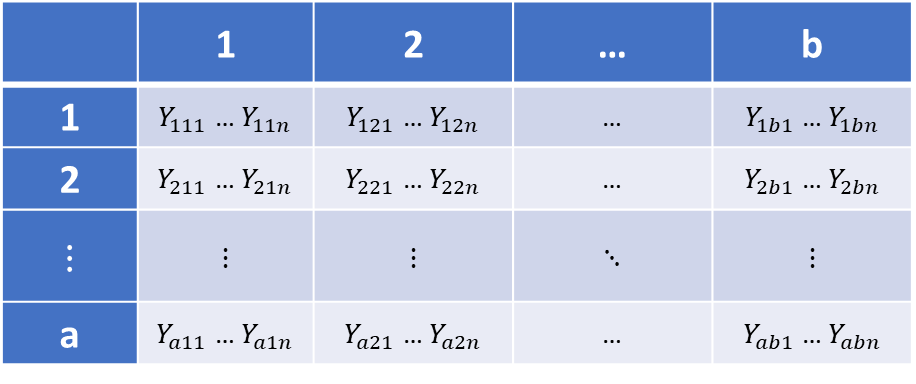 1 2 ... b
1 Y₁₁₁ ... Y₁₁ₙ Y₁₂₁ ... Y₁₂ₙ ... Y₁b₁ ... Y₁bₙ
2 Y₂₁₁ ... Y₂₁ₙ Y₂₂₁ ... Y₂₂ₙ ... Y₂b₁ ... Y₂bₙ
⋮ ⋮ ⋮ ⋱ ⋮
a Yₐ₁₁ ... Yₐ₁ₙ Yₐ₂₁ ... Yₐ₂ₙ ... Yₐb₁ ... Yₐbₙ